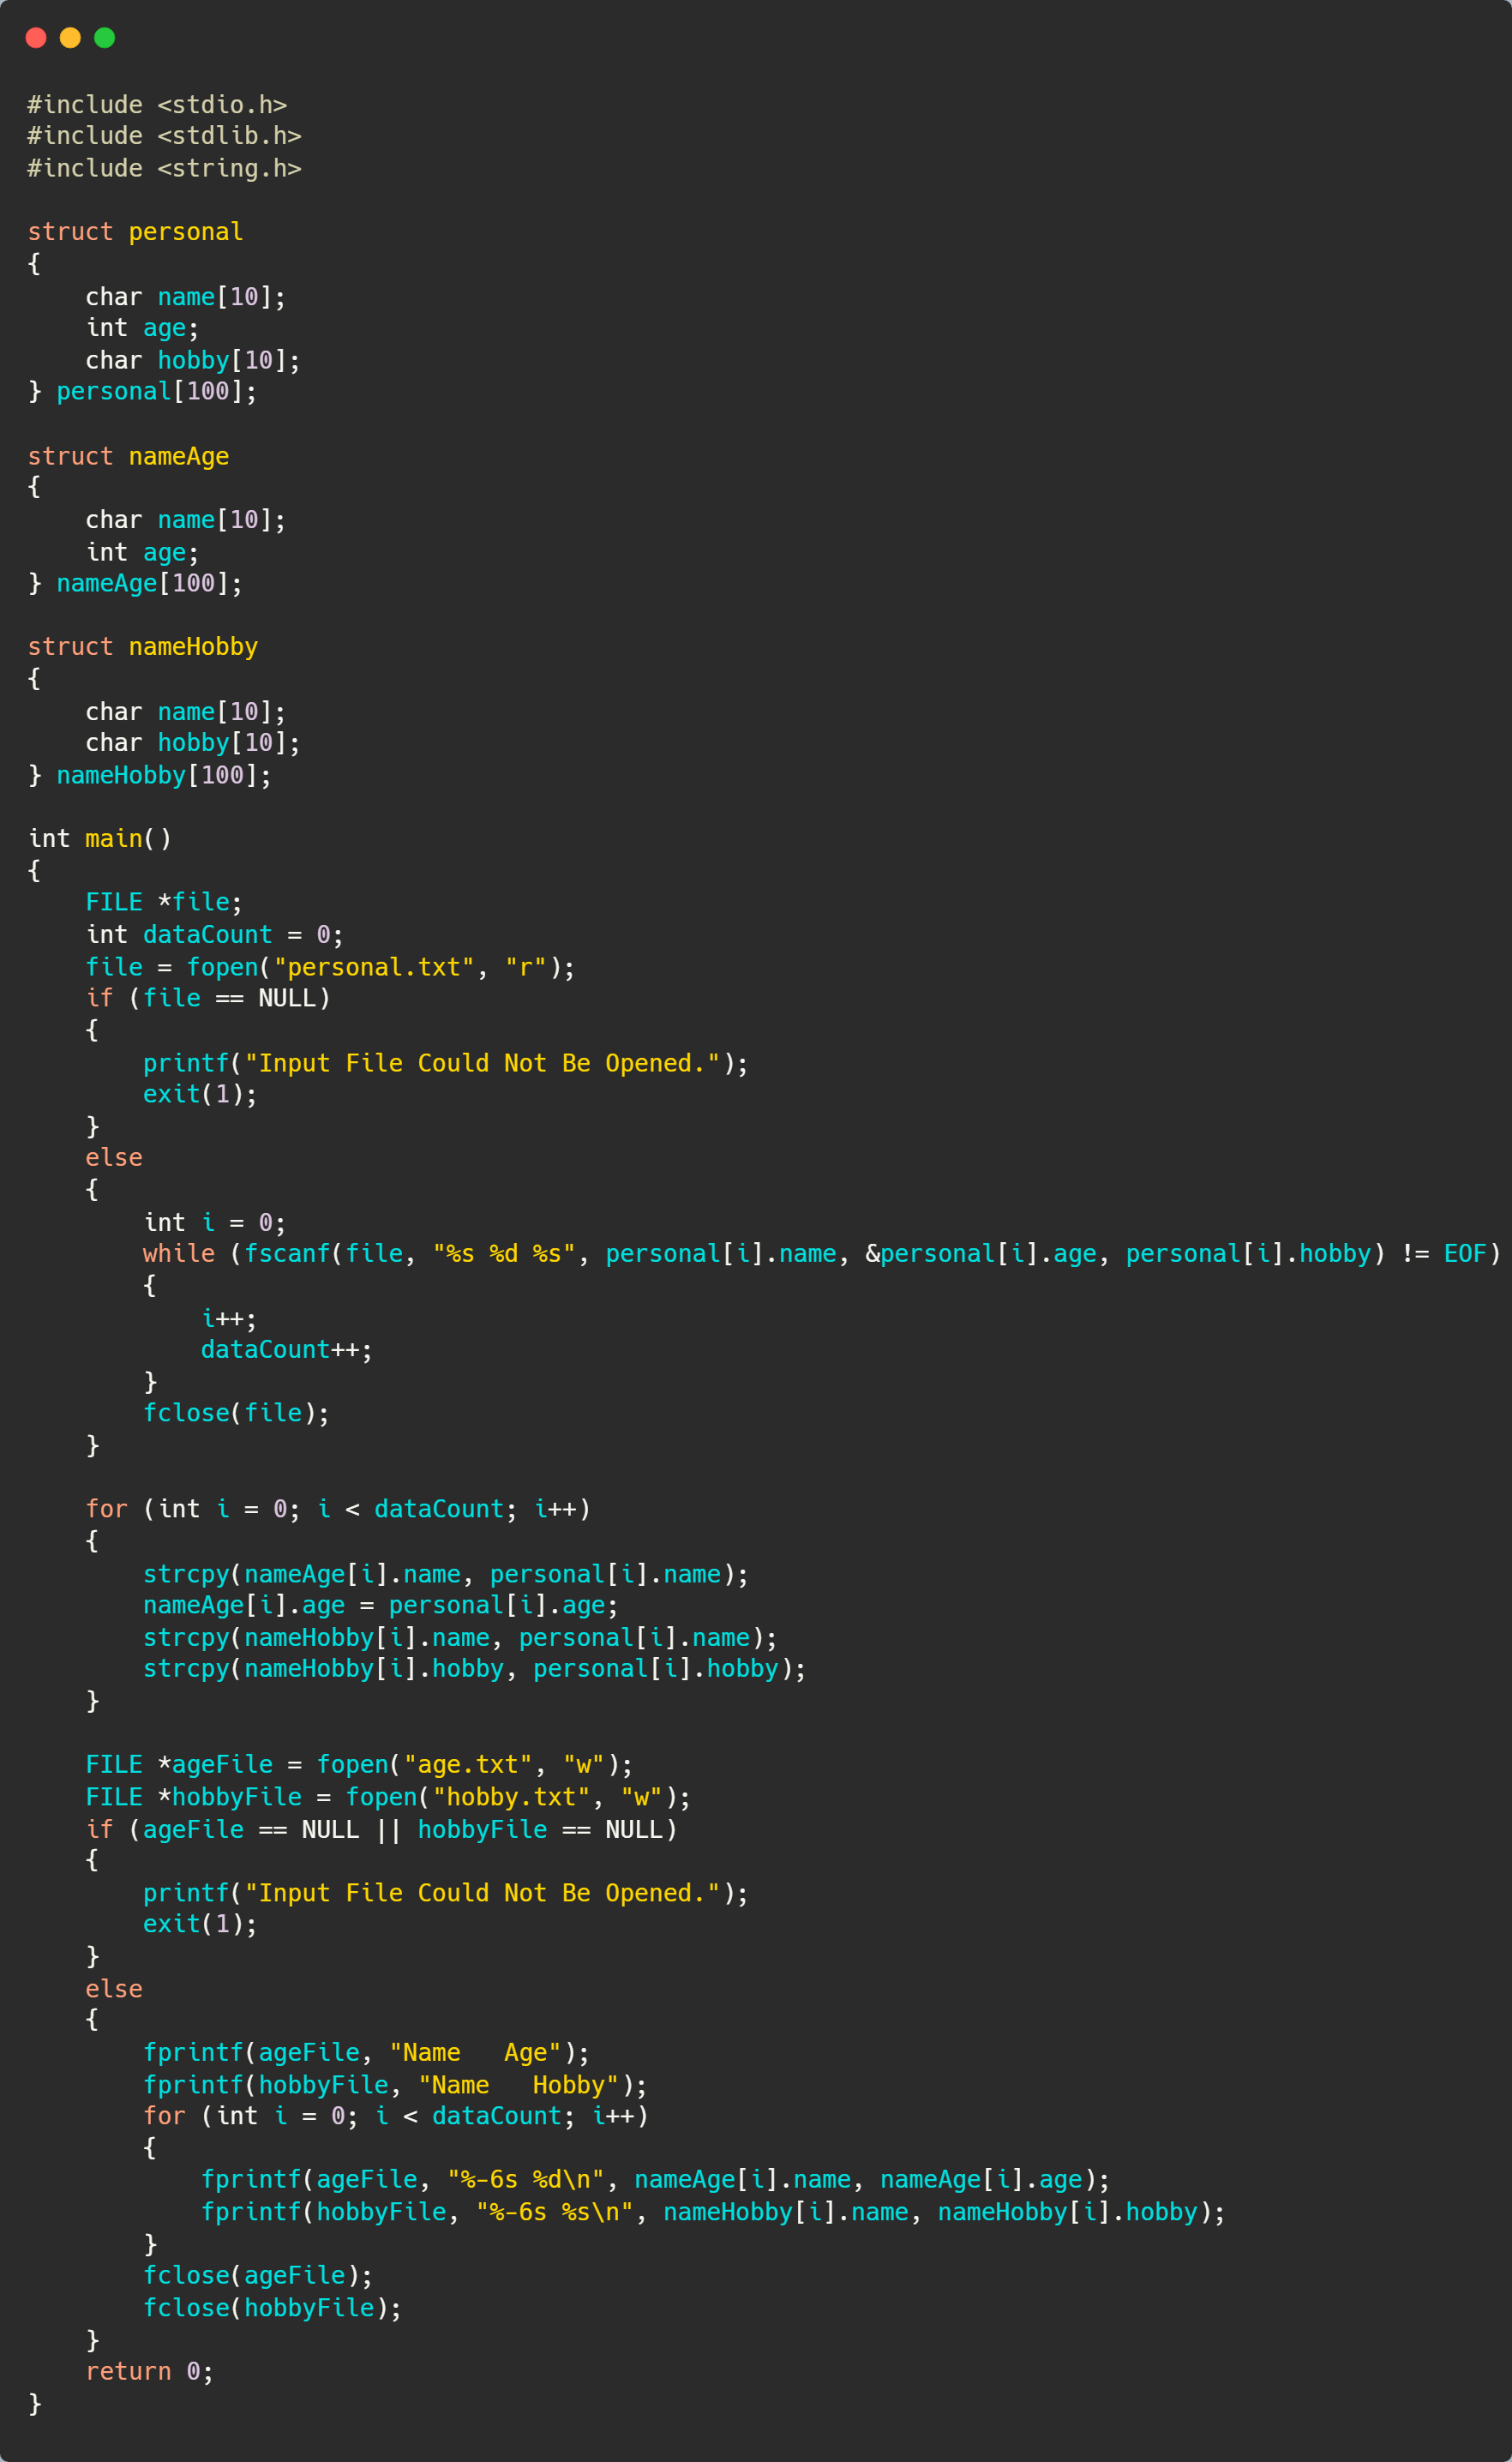 #include <stdio.h>
#include <stdlib.h>
#include <string.h>

struct personal
{
    char name[10];
    int age;
    char hobby[10];
} personal[100];

struct nameAge
{
    char name[10];
    int age;
} nameAge[100];

struct nameHobby
{
    char name[10];
    char hobby[10];
} nameHobby[100];

int main()
{
    FILE *file;
    int dataCount = 0;
    file = fopen("personal.txt", "r");
    if (file == NULL)
    {
        printf("Input File Could Not Be Opened.");
        exit(1);
    }
    else
    {
        int i = 0;
        while (fscanf(file, "%s %d %s", personal[i].name, &personal[i].age, personal[i].hobby) != EOF)
        {
            i++;
            dataCount++;
        }
        fclose(file);
    }

    for (int i = 0; i < dataCount; i++)
    {
        strcpy(nameAge[i].name, personal[i].name);
        nameAge[i].age = personal[i].age;
        strcpy(nameHobby[i].name, personal[i].name);
        strcpy(nameHobby[i].hobby, personal[i].hobby);
    }

    FILE *ageFile = fopen("age.txt", "w");
    FILE *hobbyFile = fopen("hobby.txt", "w");
    if (ageFile == NULL || hobbyFile == NULL)
    {
        printf("Input File Could Not Be Opened.");
        exit(1);
    }
    else
    {
        fprintf(ageFile, "Name   Age");
        fprintf(hobbyFile, "Name   Hobby");
        for (int i = 0; i < dataCount; i++)
        {
            fprintf(ageFile, "%-6s %d\n", nameAge[i].name, nameAge[i].age);
            fprintf(hobbyFile, "%-6s %s\n", nameHobby[i].name, nameHobby[i].hobby);
        }
        fclose(ageFile);
        fclose(hobbyFile);
    }
    return 0;
}